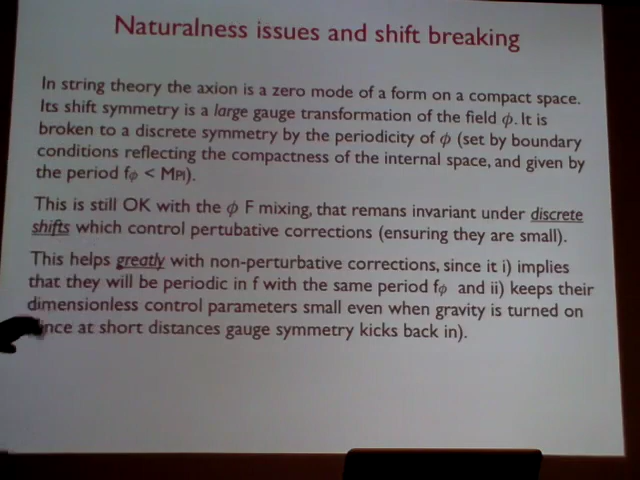 Naturalness issues and shift breaking
In string theory the axion is a zero mode of a form on a compact space.
Its shift symmetry is a large gauge transformation of the field ϕ. It is
broken to a discrete symmetry by the periodicity of ϕ (set by boundary
conditions reflecting the compactness of the internal space, and given by
the period fϕ < MPl).
This is still OK with the ϕ F mixing, that remans invariant under discrete
shifts which control pertubative corrections (ensuring they are small).
This helps greatly with non-perturbative corrections, since it i) implies
that they will be periodic in f with the same period fϕ and ii) keeps their
dimensionless control parameters small even when gravity is turned on
at short distances gauge symmetry kicks back in).